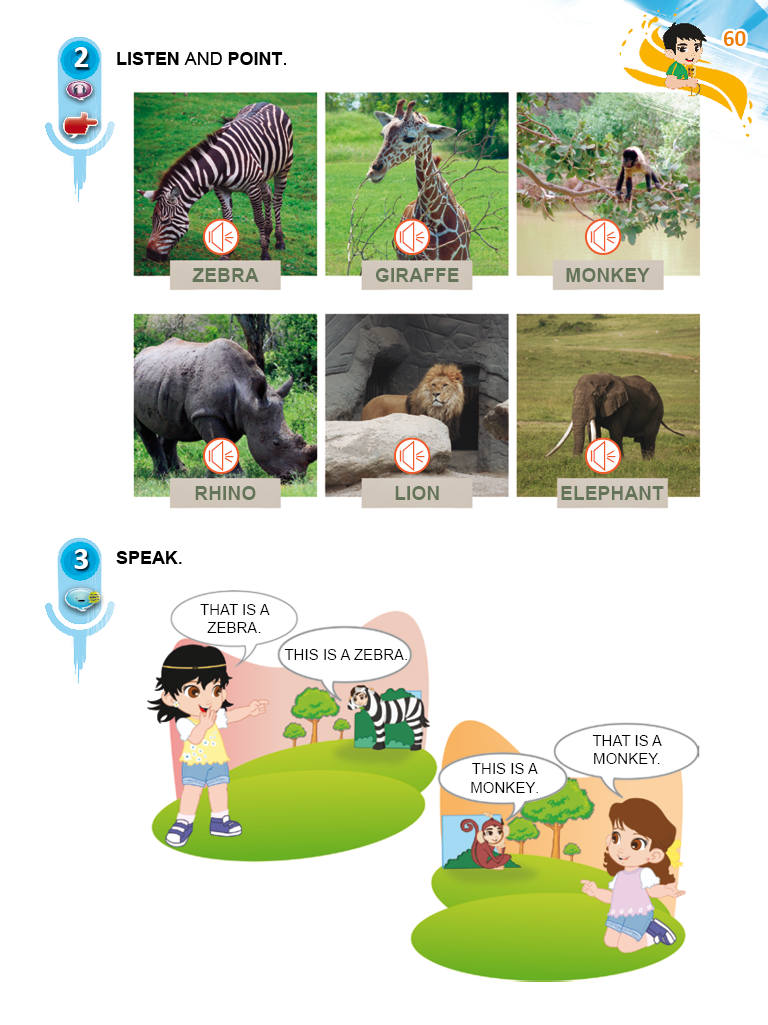 60
2
LISTEN AND POINT.
ZEBRA
GIRAFFE
MONKEY
RHINO
LION
ELEPHANT
3
SPEAK.
THAT IS A
ZEBRA.
THIS IS A ZEBRA.
THIS IS A
MONKEY.
THAT IS A
MONKEY.